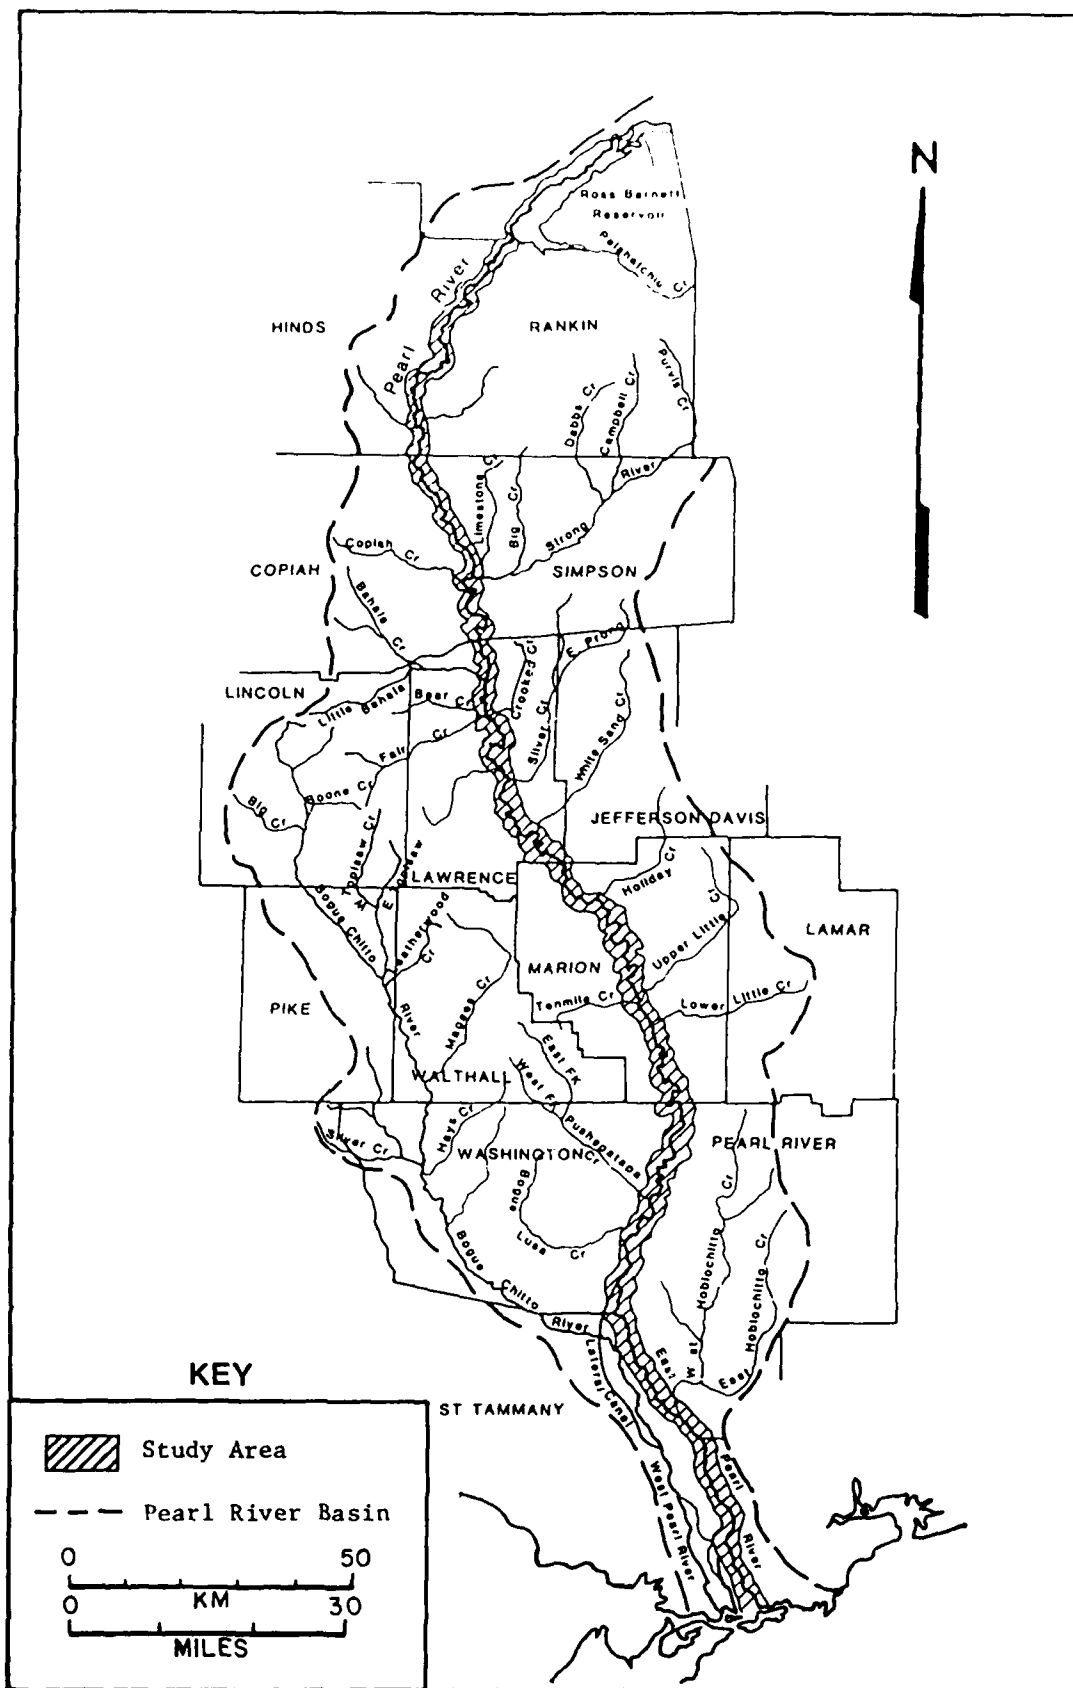 N
Ross Barnett
Reservoir
Pelahatchie Cr
River
Pearl
HINDS
RANKIN
Purvis Cr
Dabbs Cr
Campbell Cr
River
Limestone Cr
Big Cr
Strong
Copiah Cr
COPIAH
SIMPSON
Bahala Cr
E. Prong
Crooked Cr
LINCOLN
Little Bahala
Bear Cr
Silver Cr
White Sand Cr
Fair Cr
Boone Cr
Big Cr
JEFFERSON DAVIS
Topisaw Cr
W
E Topisaw
LAWRENCE
Holiday Cr
Bogue Chitto
Leatherwood Cr
Cr
Upper Little
LAMAR
MARION
Tenmile Cr
Lower Little Cr
PIKE
River
Magees Cr
East FK
West FK
WALTHALL
Pushepatapa Cr
Hays Cr
Silver Cr
WASHINGTON
PEARL RIVER
Bogue
Lusa Cr
Hobolochitto Cr
Hobolochitto Cr
Bogue
Chitto
River
Lateral Canal
East
West
East
KEY
ST TAMMANY
Study Area
Pearl River Basin
West Pearl River
Pearl
River
0 50
KM
0 30
MILES